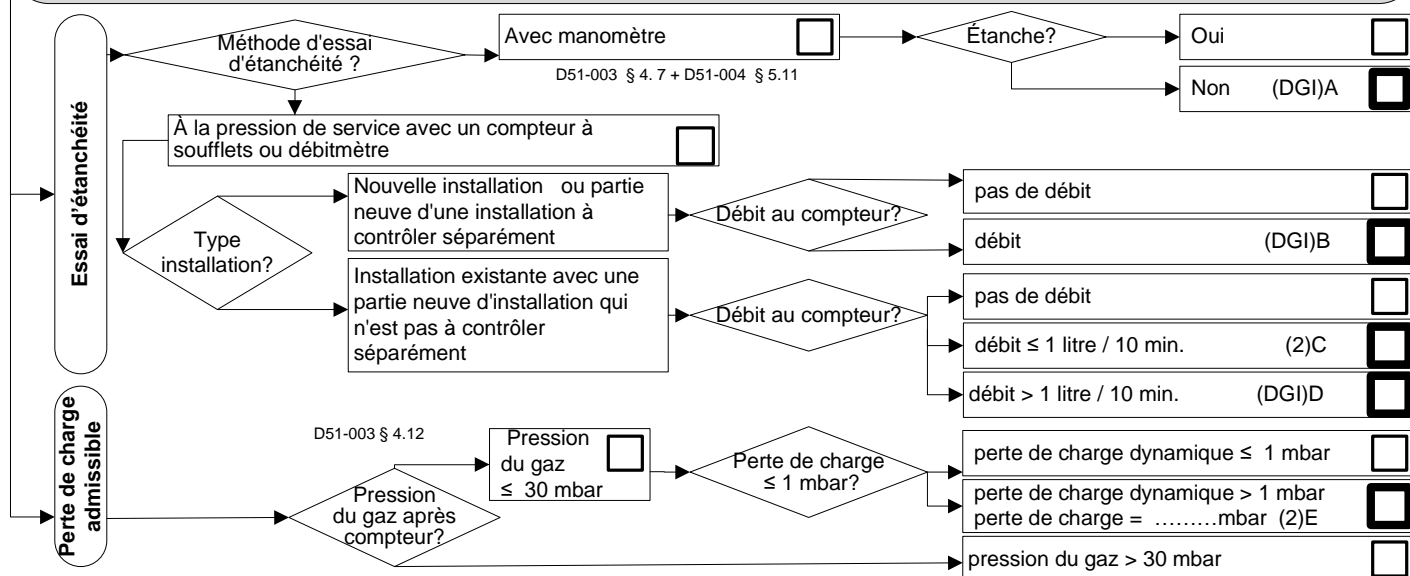 Essai d'étanchéité
Méthode d'essai
d'étanchéité ?
Avec manomètre
D51-003 § 4. 7 + D51-004 § 5.11
Étanche?
Oui
Non (DGI)A
À la pression de service avec un compteur à
soufflets ou débitmètre
Type
installation?
Nouvelle installation ou partie
neuve d'une installation à
contrôler séparément
Débit au compteur?
pas de débit
débit (DGI)B
Installation existante avec une
partie neuve d'installation qui
n'est pas à contrôler
séparément
Débit au compteur?
pas de débit
débit ≤ 1 litre / 10 min. (2)C
débit > 1 litre / 10 min. (DGI)D
Perte de charge
admissible
D51-003 § 4.12
Pression
du gaz après
compteur?
Pression
du gaz
≤ 30 mbar
Perte de charge
≤ 1 mbar?
perte de charge dynamique ≤ 1 mbar
perte de charge dynamique > 1 mbar
perte de charge = ………mbar (2)E
pression du gaz > 30 mbar